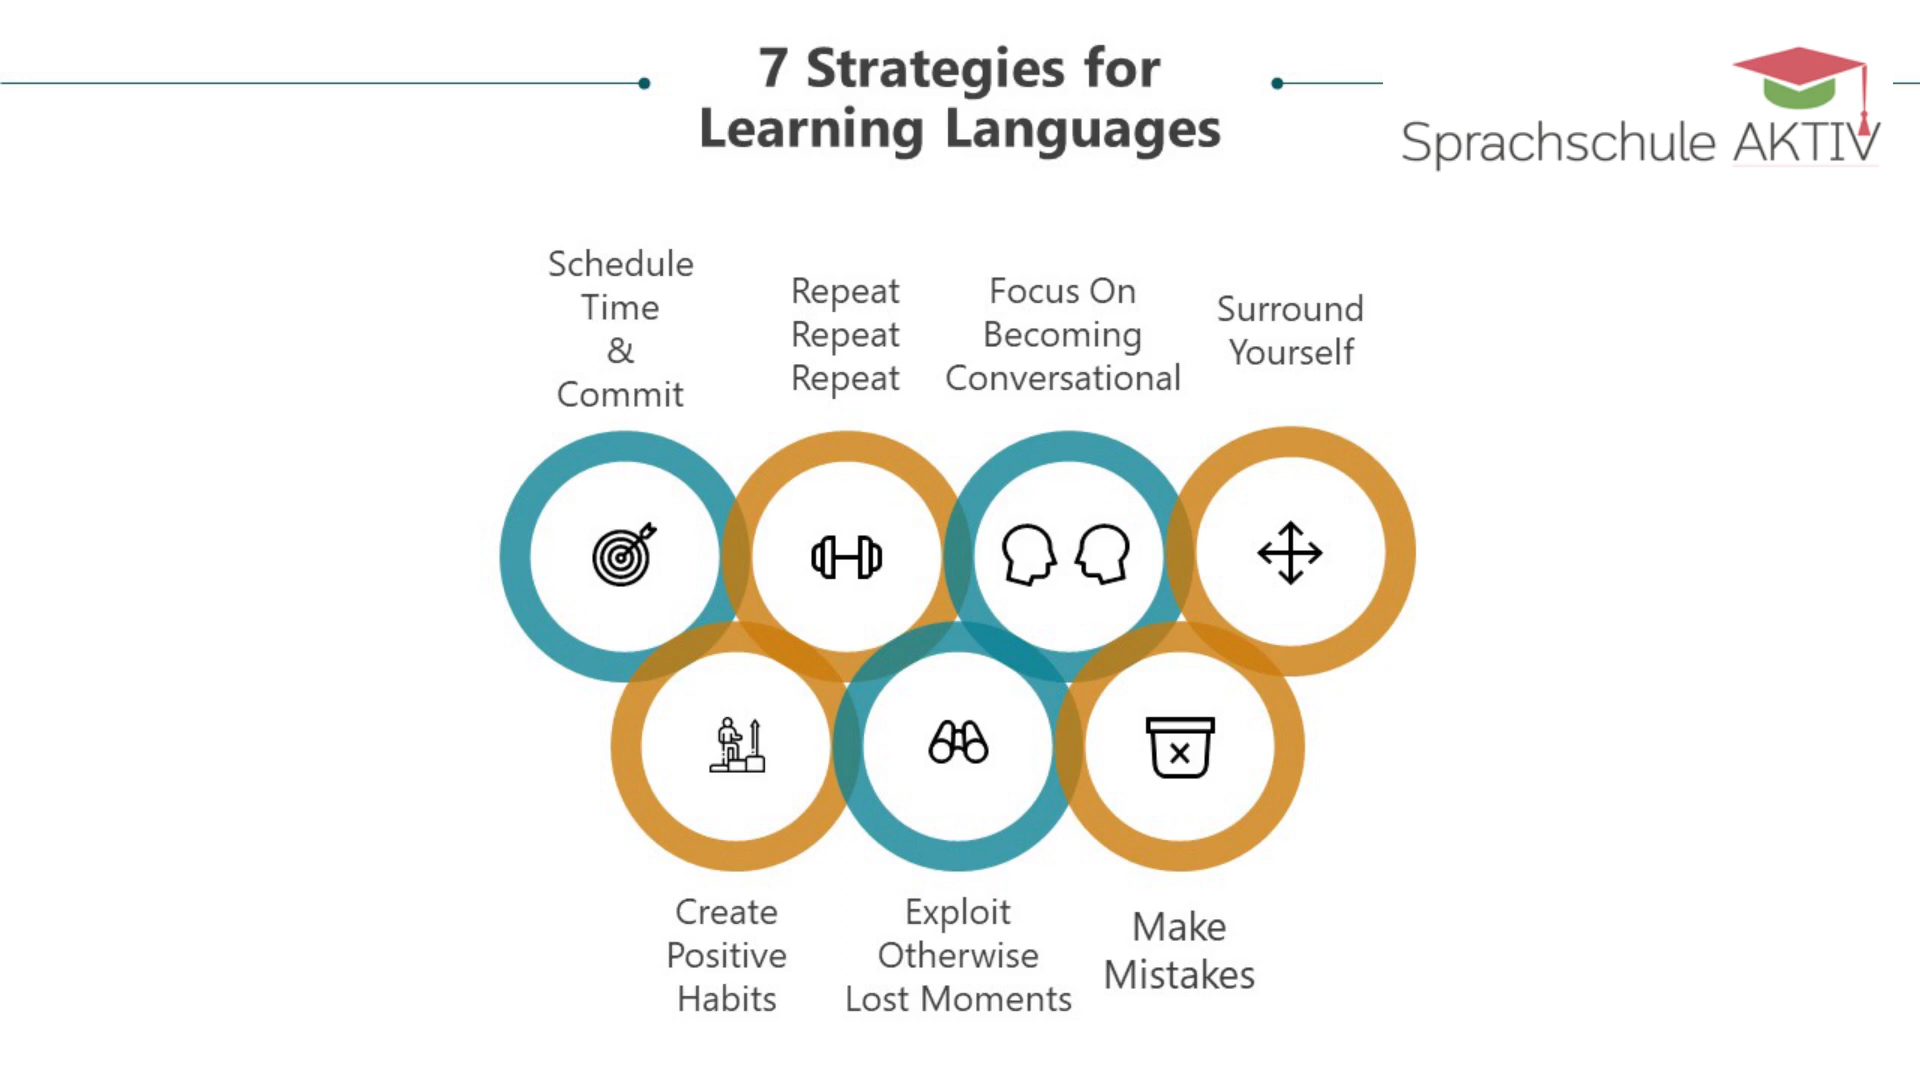 7 Strategies for
Learning Languages
Sprachschule AKTIV
Schedule
Time
&
Commit
Repeat
Repeat
Repeat
Focus On
Becoming
Conversational
Surround
Yourself
Create
Positive
Habits
Exploit
Otherwise
Lost Moments
Make
Mistakes